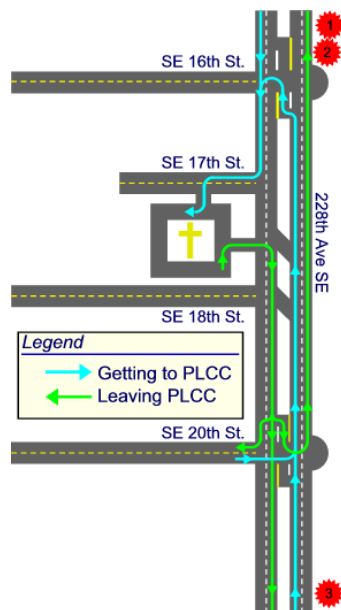 1
SE 16th St.
2
SE 17th St.
228th Ave SE
SE 18th St.
Legend
Getting to PLCC
Leaving PLCC
SE 20th St.
3